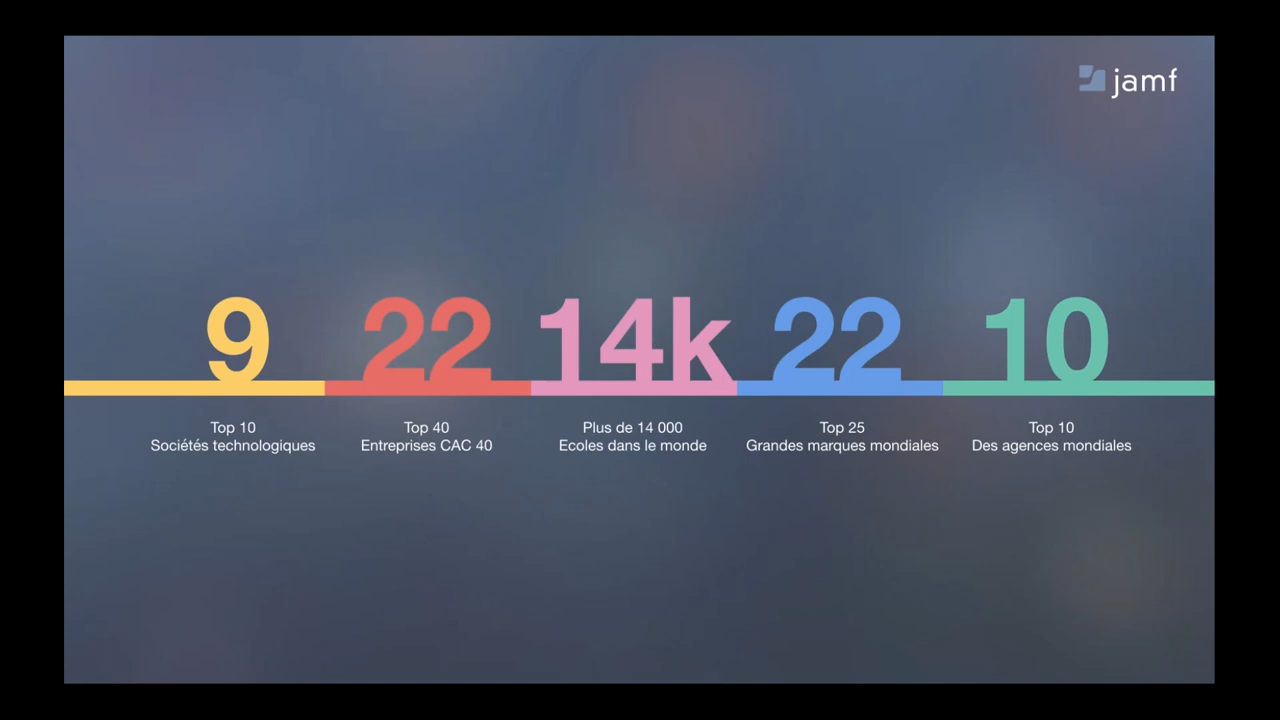 jamf
9
22
14k
22
10
Top 10
Sociétés technologiques
Top 40
Entreprises CAC 40
Plus de 14 000
Ecoles dans le monde
Top 25
Grandes marques mondiales
Top 10
Des agences mondiales